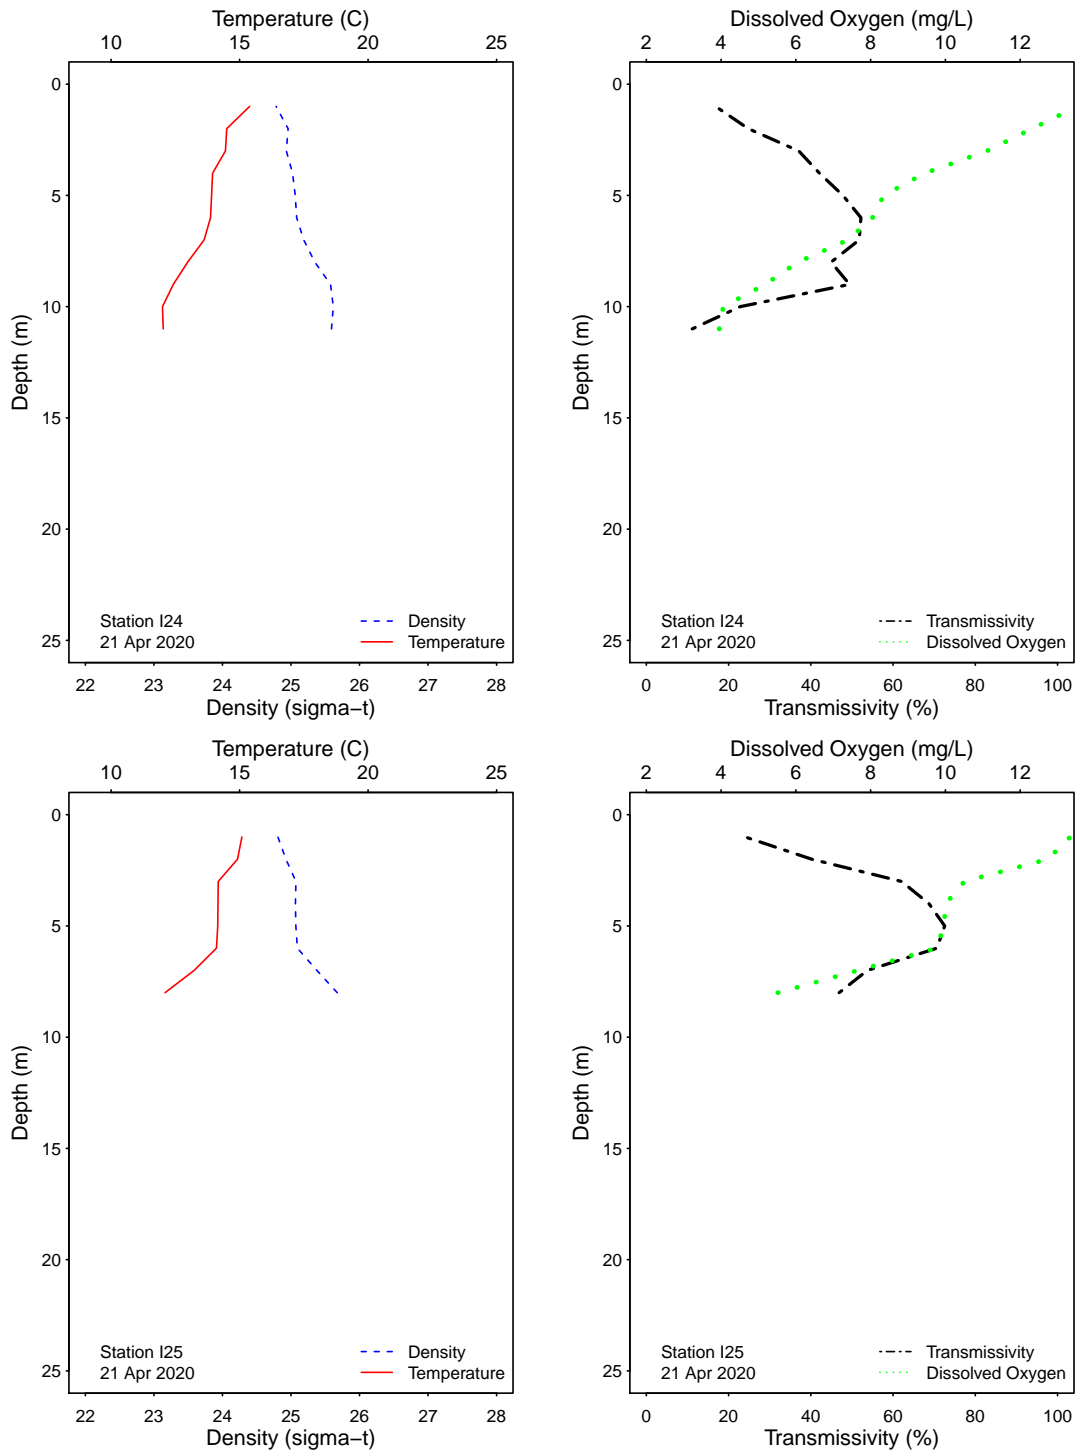 Temperature (C)
10 15 20 25
0
5
10
15
20
25
Depth (m)
Station I24
21 Apr 2020
Density
Temperature
22 23 24 25 26 27 28
Density (sigma−t)
Dissolved Oxygen (mg/L)
2 4 6 8 10 12
0
5
10
15
20
25
Depth (m)
Station I24
21 Apr 2020
Transmissivity
Dissolved Oxygen
0 20 40 60 80 100
Transmissivity (%)
Temperature (C)
10 15 20 25
0
5
10
15
20
25
Depth (m)
Station I25
21 Apr 2020
Density
Temperature
22 23 24 25 26 27 28
Density (sigma−t)
Dissolved Oxygen (mg/L)
2 4 6 8 10 12
0
5
10
15
20
25
Depth (m)
Station I25
21 Apr 2020
Transmissivity
Dissolved Oxygen
0 20 40 60 80 100
Transmissivity (%)